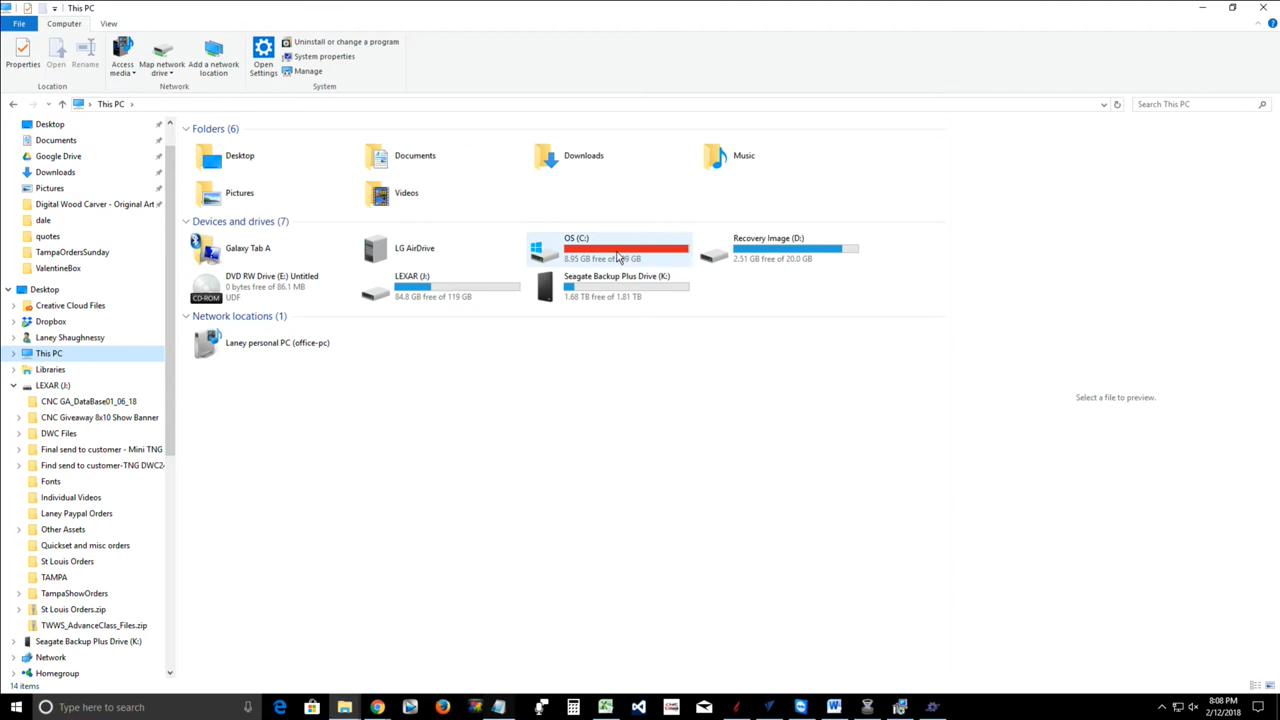 This PC
File
Computer
View
Properties
Open
Rename
Access media
Map network drive
Add a network location
Open Settings
Uninstall or change a program
System properties
Manage
Location
Network
System
This PC
Search This PC
Desktop
Documents
Google Drive
Downloads
Pictures
Digital Wood Carver - Original Art
dale
quotes
TampaOrdersSunday
ValentineBox
Desktop
Creative Cloud Files
Dropbox
Laney Shaughnessy
This PC
Libraries
LEXAR (J:)
CNC GA_DataBase01_06_18
CNC Giveaway 8x10 Show Banner
DWC Files
Final send to customer - Mini TNG
Find send to customer-TNG DWC24
Fonts
Individual Videos
Laney Paypal Orders
Other Assets
Quickset and misc orders
St Louis Orders
TAMPA
TampaShowOrders
St Louis Orders.zip
TWWS_AdvanceClass_Files.zip
Seagate Backup Plus Drive (K:)
Network
Homegroup
Folders (6)
Desktop
Documents
Downloads
Music
Pictures
Videos
Devices and drives (7)
Galaxy Tab A
LG AirDrive
OS (C:)
8.95 GB free of
GB
Recovery Image (D:)
2.51 GB free of 20.0 GB
CD-ROM
DVD RW Drive (E:) Untitled
0 bytes free of 86.1 MB
UDF
LEXAR (J:)
84.8 GB free of 119 GB
Seagate Backup Plus Drive (K:)
1.68 TB free of 1.81 TB
Network locations (1)
Laney personal PC (office-pc)
Select a file to preview.
14 items
Type here to search
8:08 PM
2/12/2018